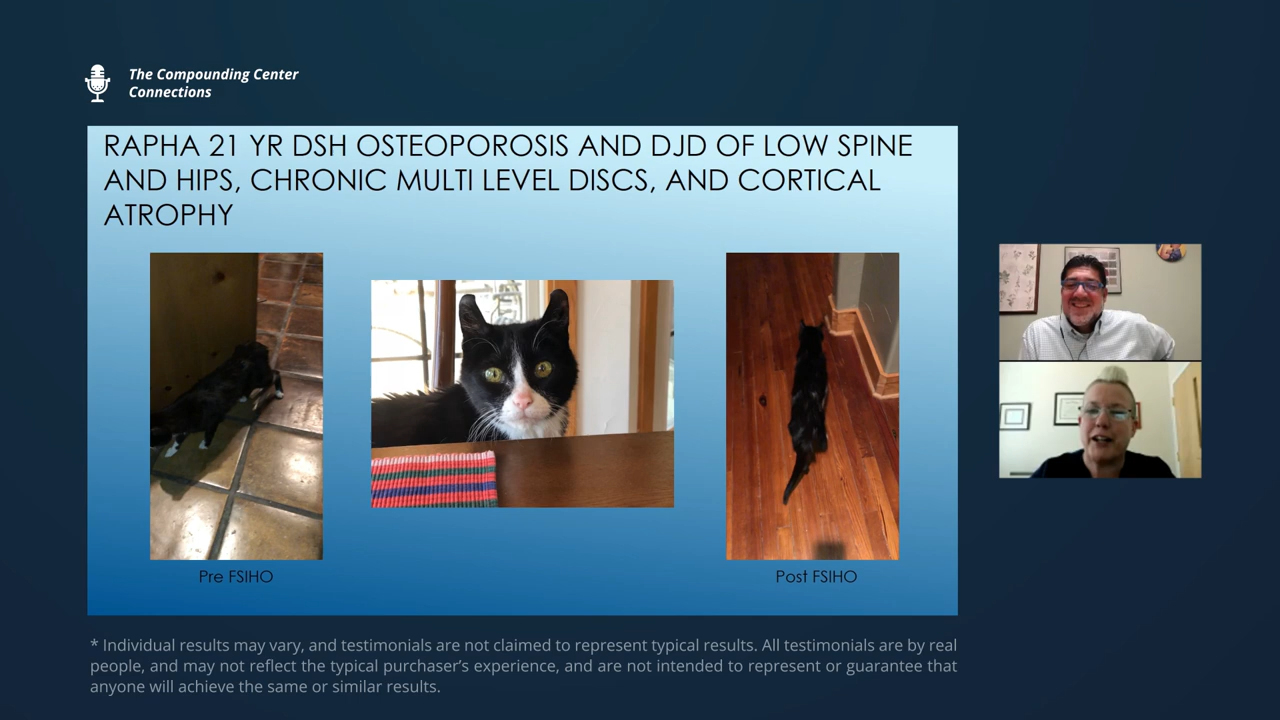 The Compounding Center
Connections
RAPHA 21 YR DSH OSTEOPOROSIS AND DJD OF LOW SPINE
AND HIPS, CHRONIC MULTI LEVEL DISCS, AND CORTICAL
ATROPHY
Pre FSIHO
Post FSIHO
* Individual results may vary, and testimonials are not claimed to represent typical results. All testimonials are by real
people, and may not reflect the typical purchaser's experience, and are not intended to represent or guarantee that
anyone will achieve the same or similar results.